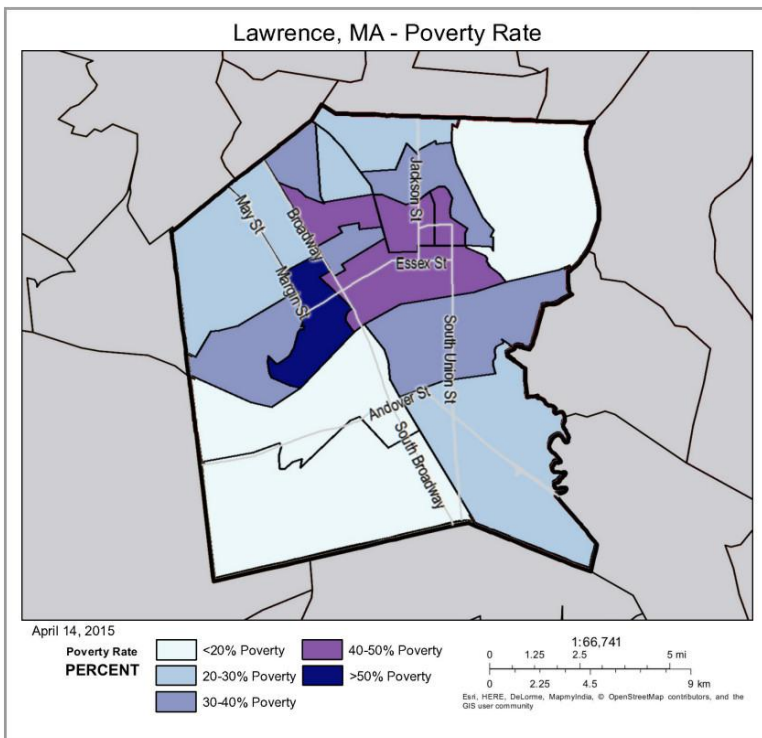 Lawrence, MA - Poverty Rate
May St
Broadway
Jackson St
Margin St
Essex St
South Union St
Andover St
South Broadway
April 14, 2015
Poverty Rate
PERCENT
<20% Poverty
20-30% Poverty
30-40% Poverty
40-50% Poverty
>50% Poverty
1:66,741
0 1.25 2.5 5 mi
0 2.25 4.5 9 km
Esri, HERE, DeLorme, MapmyIndia, © OpenStreetMap contributors, and the
GIS user community